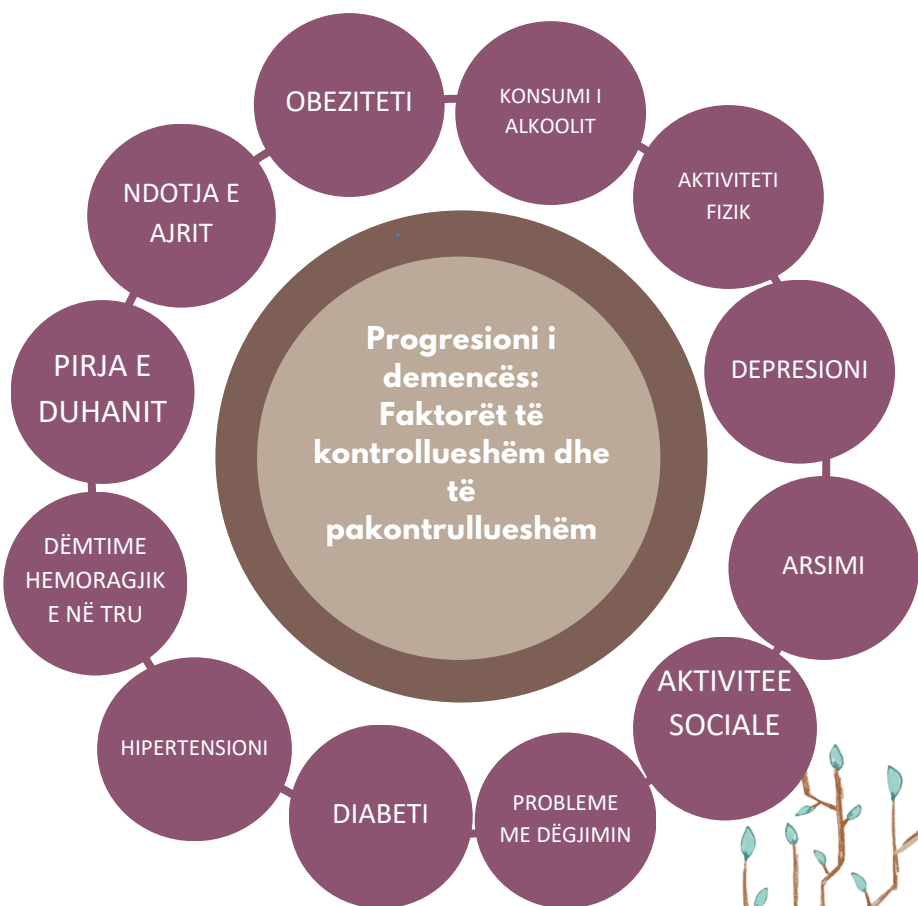 OBEZITETI
KONSUMI I
ALKOOLIT
AKTIVITETI
FIZIK
DEPRESIONI
ARSIMI
AKTIVITEE
SOCIALE
PROBLEME
ME DËGJIMIN
DIABETI
HIPERTENSIONI
DËMTIME
HEMORAGJIK
E NË TRU
PIRJA E
DUHANIT
NDOTJA E
AJRIT
Progresioni i
demencës:
Faktorët të
kontrollueshëm dhe
të
pakontrullueshëm